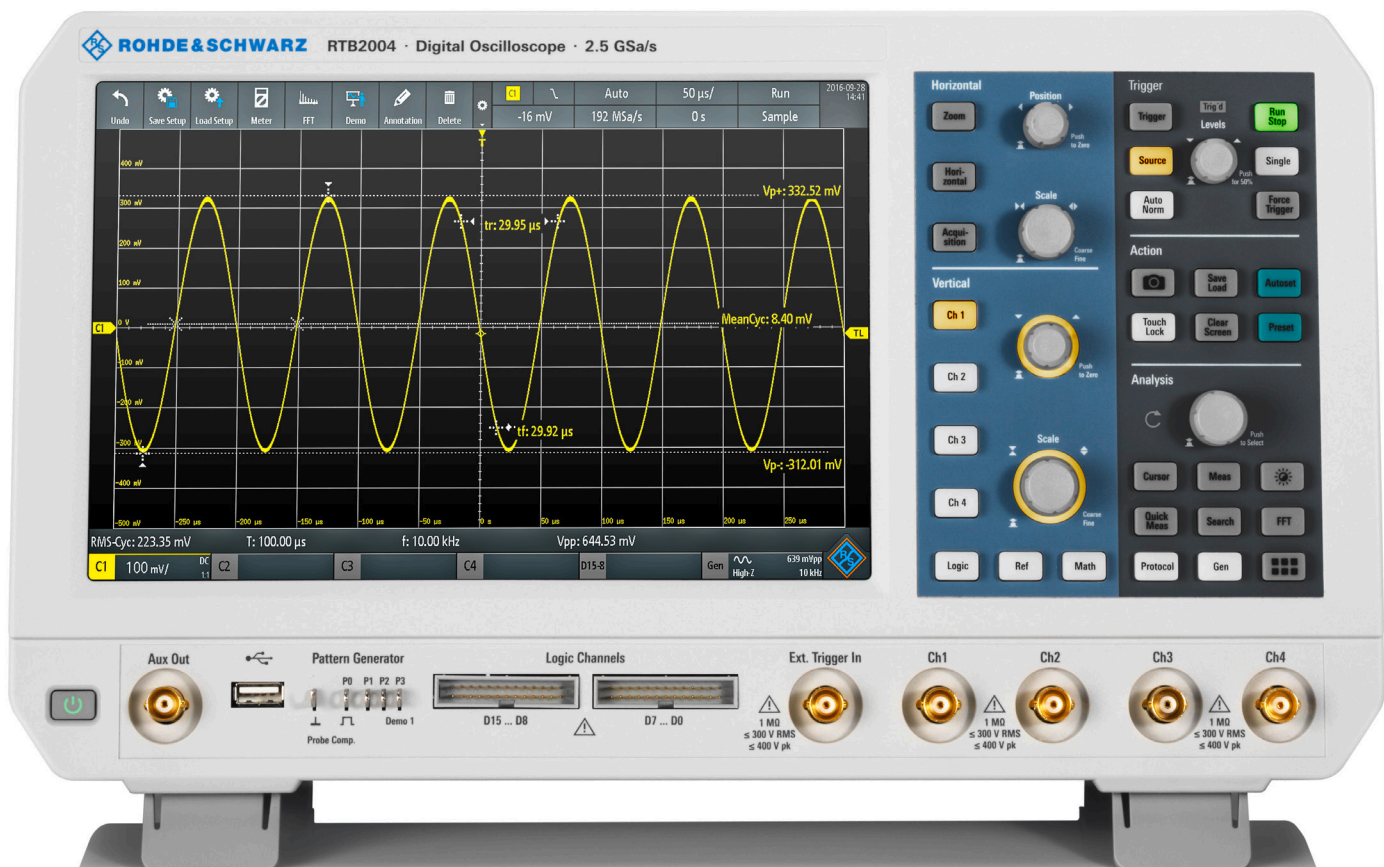 ROHDE&SCHWARZ RTB2004 · Digital Oscilloscope · 2.5 GSa/s
Undo Save Setup Load Setup Meter FFT Demo Annotation Delete
C1 Auto 50 µs/ Run
-16 mV 192 MSa/s 0 s Sample
2016-09-28
14:41
T
400 mV
Vp+: 332.52 mV
300 mV
tr: 29.95 µs
200 mV
100 mV
MeanCyc: 8.40 mV
C1 0 V TL
-100 mV
-200 mV
tf: 29.92 µs
-300 mV
Vp-: -312.01 mV
-400 mV
-500 mV -250 µs -200 µs -150 µs -100 µs -50 µs 0 s 50 µs 100 µs 150 µs 200 µs 250 µs
RMS-Cyc: 223.35 mV T: 100.00 µs f: 10.00 kHz Vpp: 644.53 mV
C1 100 mV/ DC 1:1 C2 C3 C4 D15-8 Gen High-Z 639 mVpp 10 kHz
Horizontal
Position
Zoom
Push
to Zero
Hori-
zontal
Scale
Acqui-
sition
Coarse
Fine
Vertical
Ch 1
Push
to Zero
Ch 2
Ch 3
Scale
Ch 4
Coarse
Fine
Logic Ref Math
Trigger
Trigger
Trig'd
Levels
Run
Stop
Source
Single
Push
for 50%
Auto
Norm
Force
Trigger
Action
Save
Load
Autoset
Touch
Lock
Clear
Screen
Preset
Analysis
Push
to Select
Cursor Meas
Quick
Meas
Search FFT
Protocol Gen
Aux Out
Pattern Generator
P0 P1 P2 P3
Demo 1
Probe Comp.
Logic Channels
D15 ... D8
D7 ... D0
Ext. Trigger In
1 MΩ
≤ 300 V RMS
≤ 400 V pk
Ch1
1 MΩ
≤ 300 V RMS
≤ 400 V pk
Ch2
Ch3
1 MΩ
≤ 300 V RMS
≤ 400 V pk
Ch4